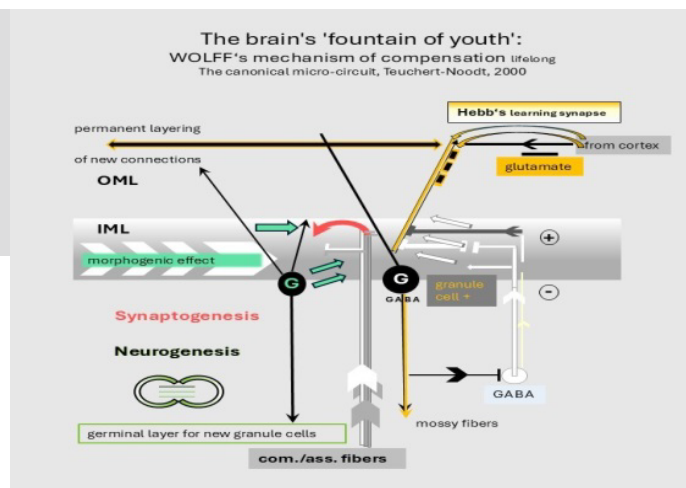 The brain's 'fountain of youth':
WOLFF's mechanism of compensation lifelong
The canonical micro-circuit, Teuchert-Noodt, 2000
Hebb's learning synapse
permanent layering
from cortex
of new connections
glutamate
OML
IML
+
morphogenic effect
G
G
GABA
granule
cell +
-
Synaptogenesis
Neurogenesis
GABA
mossy fibers
germinal layer for new granule cells
com./ass. fibers